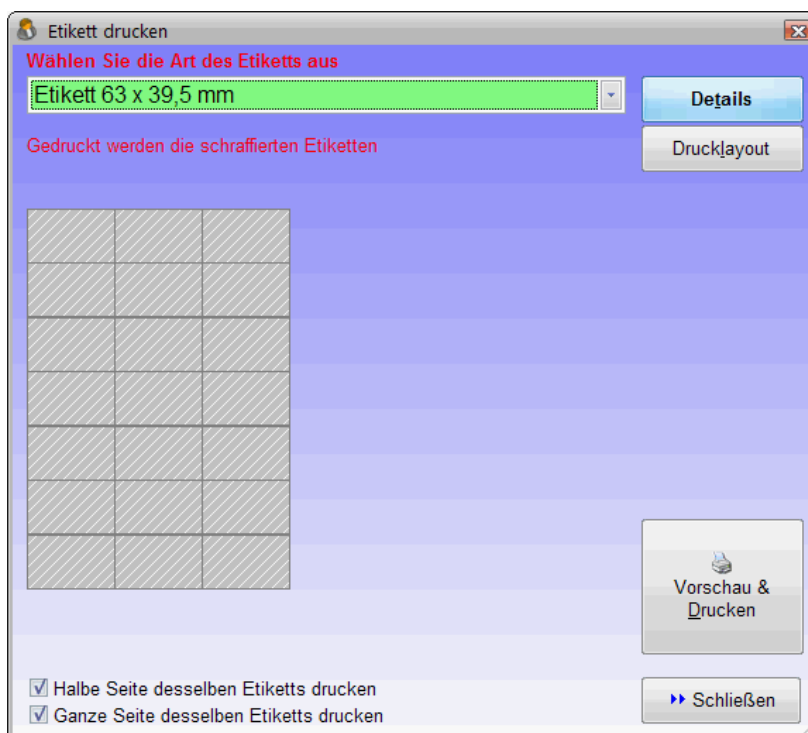 Etikett drucken
Wählen Sie die Art des Etiketts aus
Etikett 63 x 39,5 mm
Details
Gedruckt werden die schraffierten Etiketten
Drucklayout
Vorschau &
Drucken
Halbe Seite desselben Etiketts drucken
Ganze Seite desselben Etiketts drucken
Schließen